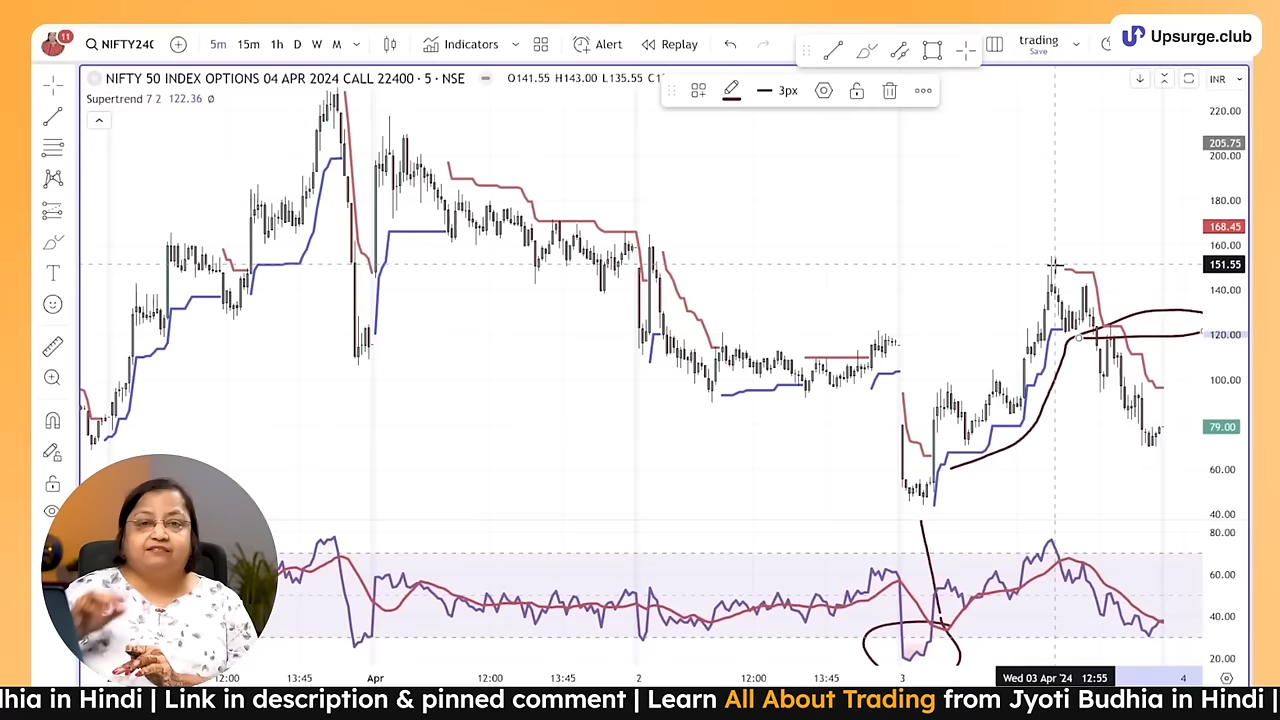 11
NIFTY24C
5m 15m 1h D W M
Indicators
Alert
Replay
trading
Save
Upsurge.club
NIFTY 50 INDEX OPTIONS 04 APR 2024 CALL 22400 · 5 · NSE
O141.55 H143.00 L135.55
3px
INR
Supertrend 7 2 122.36 Ø
220.00
205.75
200.00
180.00
168.45
160.00
151.55
140.00
120.00
100.00
79.00
60.00
40.00
80.00
60.00
40.00
20.00
12:00 13:45 Apr 12:00 13:45 2 12:00 13:45 3 Wed 03 Apr '24 12:55 4
dhia in Hindi | Link in description & pinned comment | Learn All About Trading from Jyoti Budhia in Hindi |